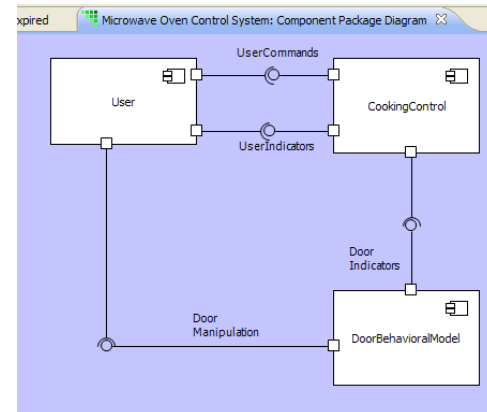 xpired
Microwave Oven Control System: Component Package Diagram
UserCommands
User
CookingControl
UserIndicators
Door
Indicators
Door
Manipulation
DoorBehavioralModel